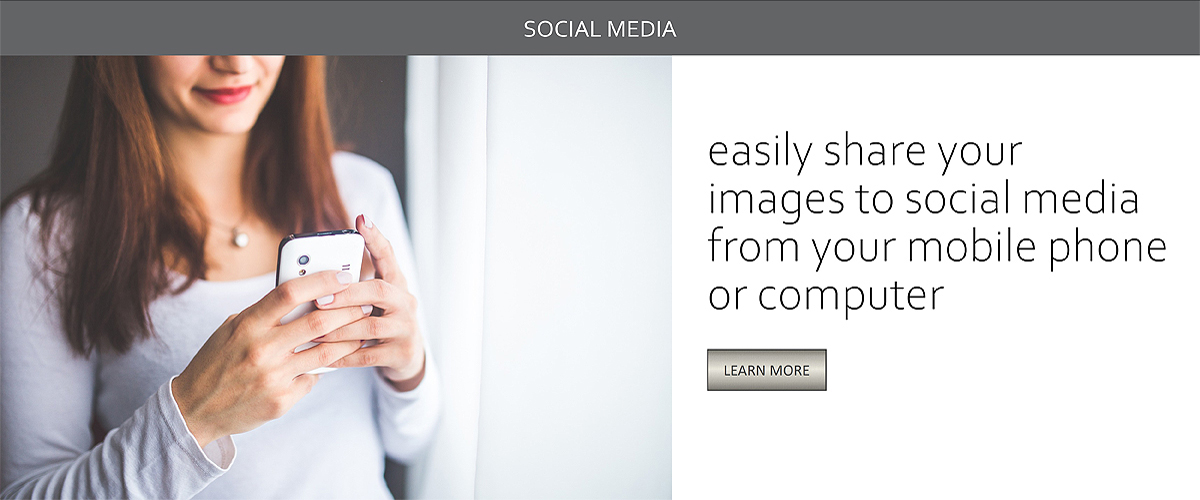 SOCIAL MEDIA
easily share your
images to social media
from your mobile phone
or computer
LEARN MORE